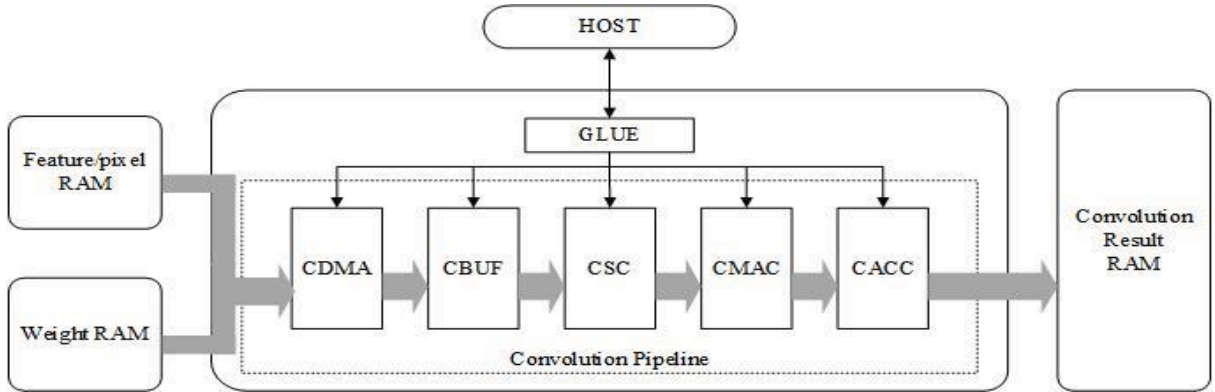 HOST
GLUE
Feature/pixel
RAM
Weight RAM
CDMA
CBUF
CSC
CMAC
CACC
Convolution Pipeline
Convolution
Result
RAM